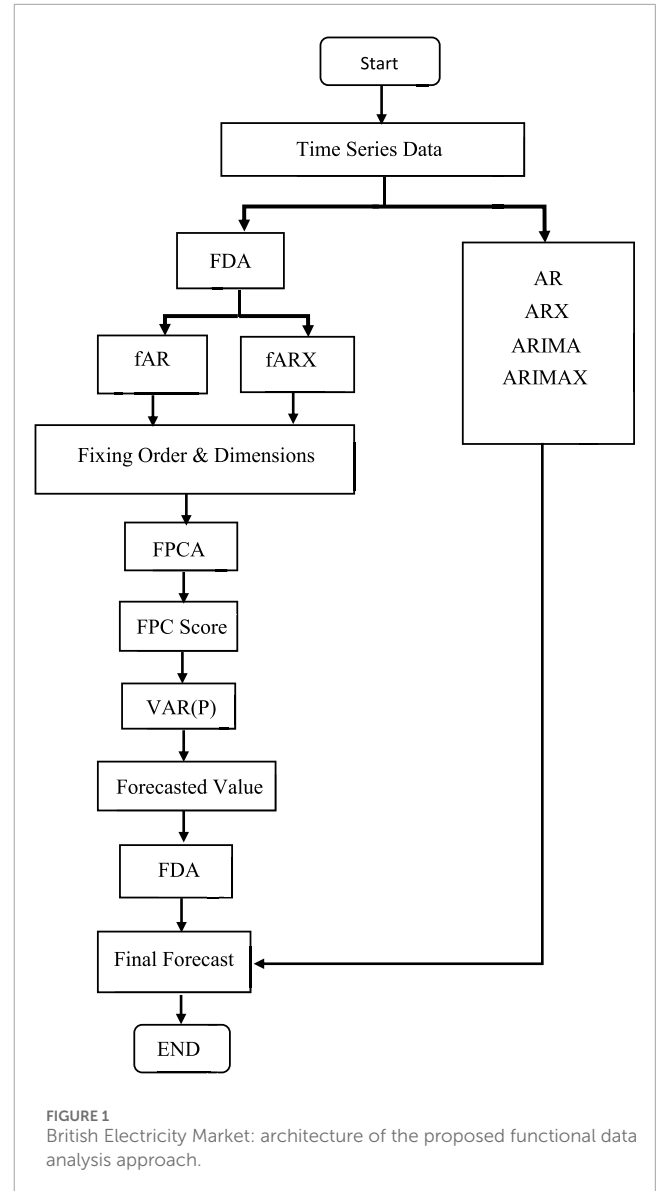 Start
Time Series Data
FDA
AR
ARX
ARIMA
ARIMAX
fAR
fARX
Fixing Order & Dimensions
FPCA
FPC Score
VAR(P)
Forecasted Value
FDA
Final Forecast
END
FIGURE 1
British Electricity Market: architecture of the proposed functional data
analysis approach.